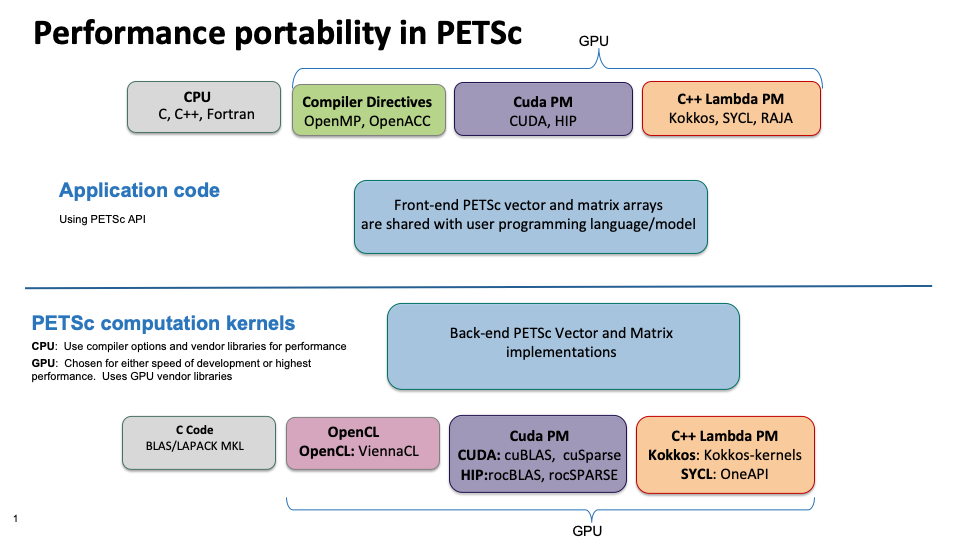 Performance portability in PETSc
GPU
CPU
C, C++, Fortran
Compiler Directives
OpenMP, OpenACC
Cuda PM
CUDA, HIP
C++ Lambda PM
Kokkos, SYCL, RAJA
Application code
Using PETSc API
Front-end PETSc vector and matrix arrays
are shared with user programming language/model
PETSc computation kernels
CPU: Use compiler options and vendor libraries for performance
GPU: Chosen for either speed of development or highest
performance. Uses GPU vendor libraries
Back-end PETSc Vector and Matrix
implementations
C Code
BLAS/LAPACK MKL
OpenCL
OpenCL: ViennaCL
Cuda PM
CUDA: cuBLAS, cuSparse
HIP:rocBLAS, rocSPARSE
C++ Lambda PM
Kokkos: Kokkos-kernels
SYCL: OneAPI
GPU
1